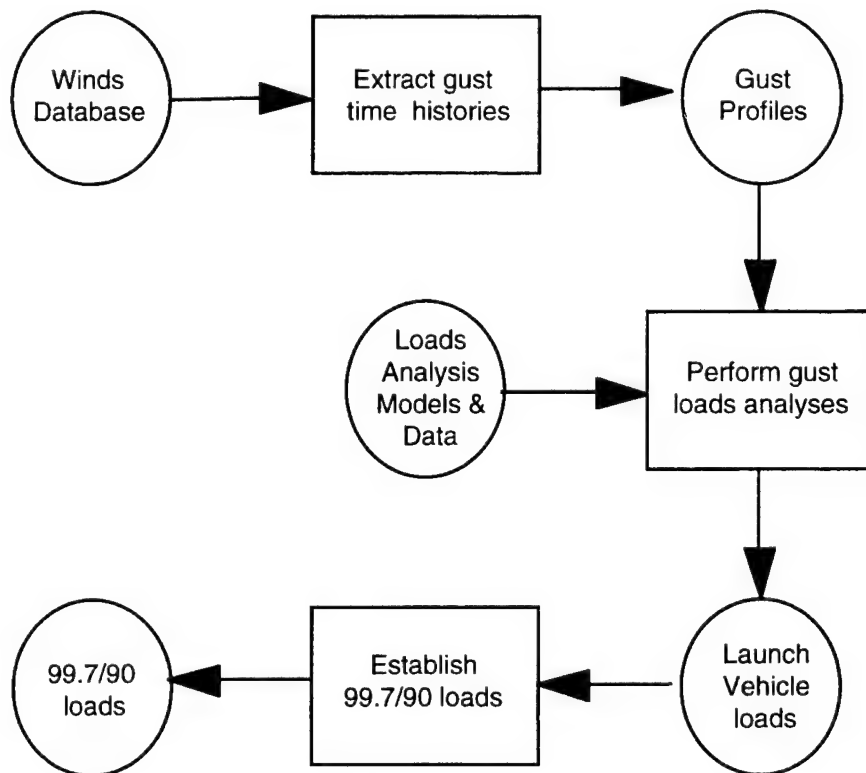 Winds
Database
Extract gust
time histories
Gust
Profiles
Loads
Analysis
Models &
Data
Perform gust
loads analyses
99.7/90
loads
Establish
99.7/90 loads
Launch
Vehicle
loads